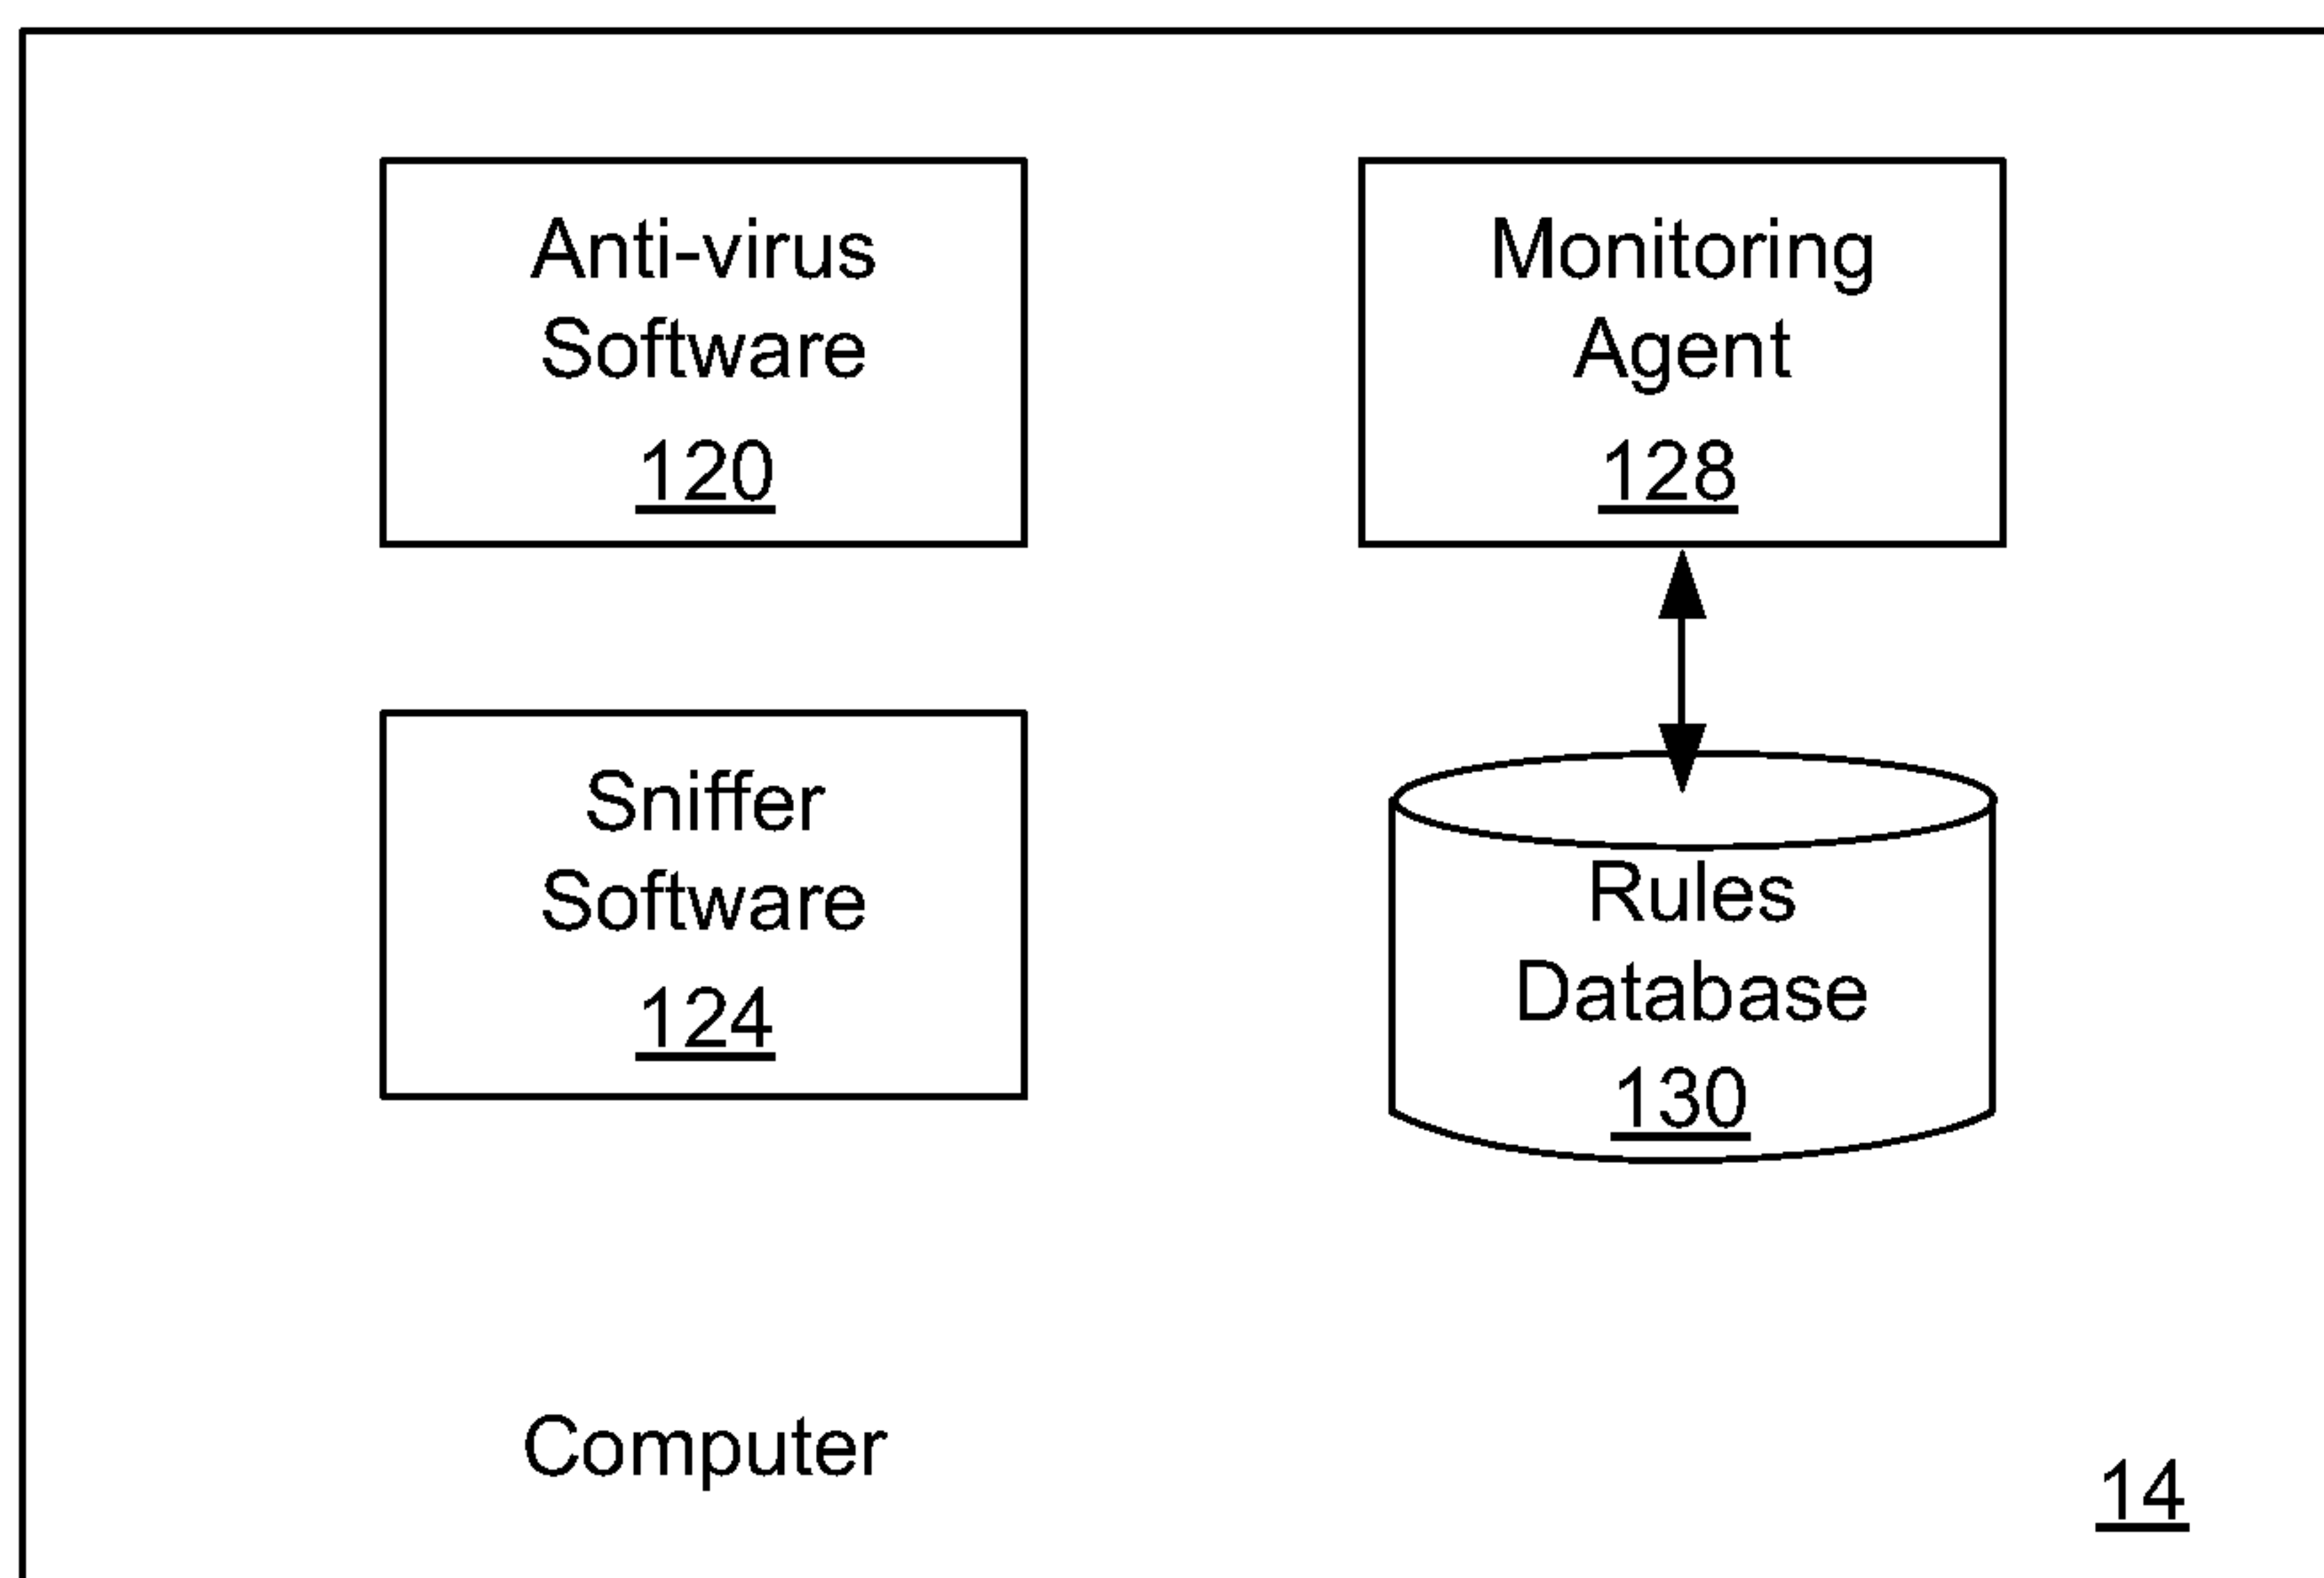 Anti-virus
Software
120
Monitoring
Agent
128
Sniffer
Software
124
Rules
Database
130
Computer
14